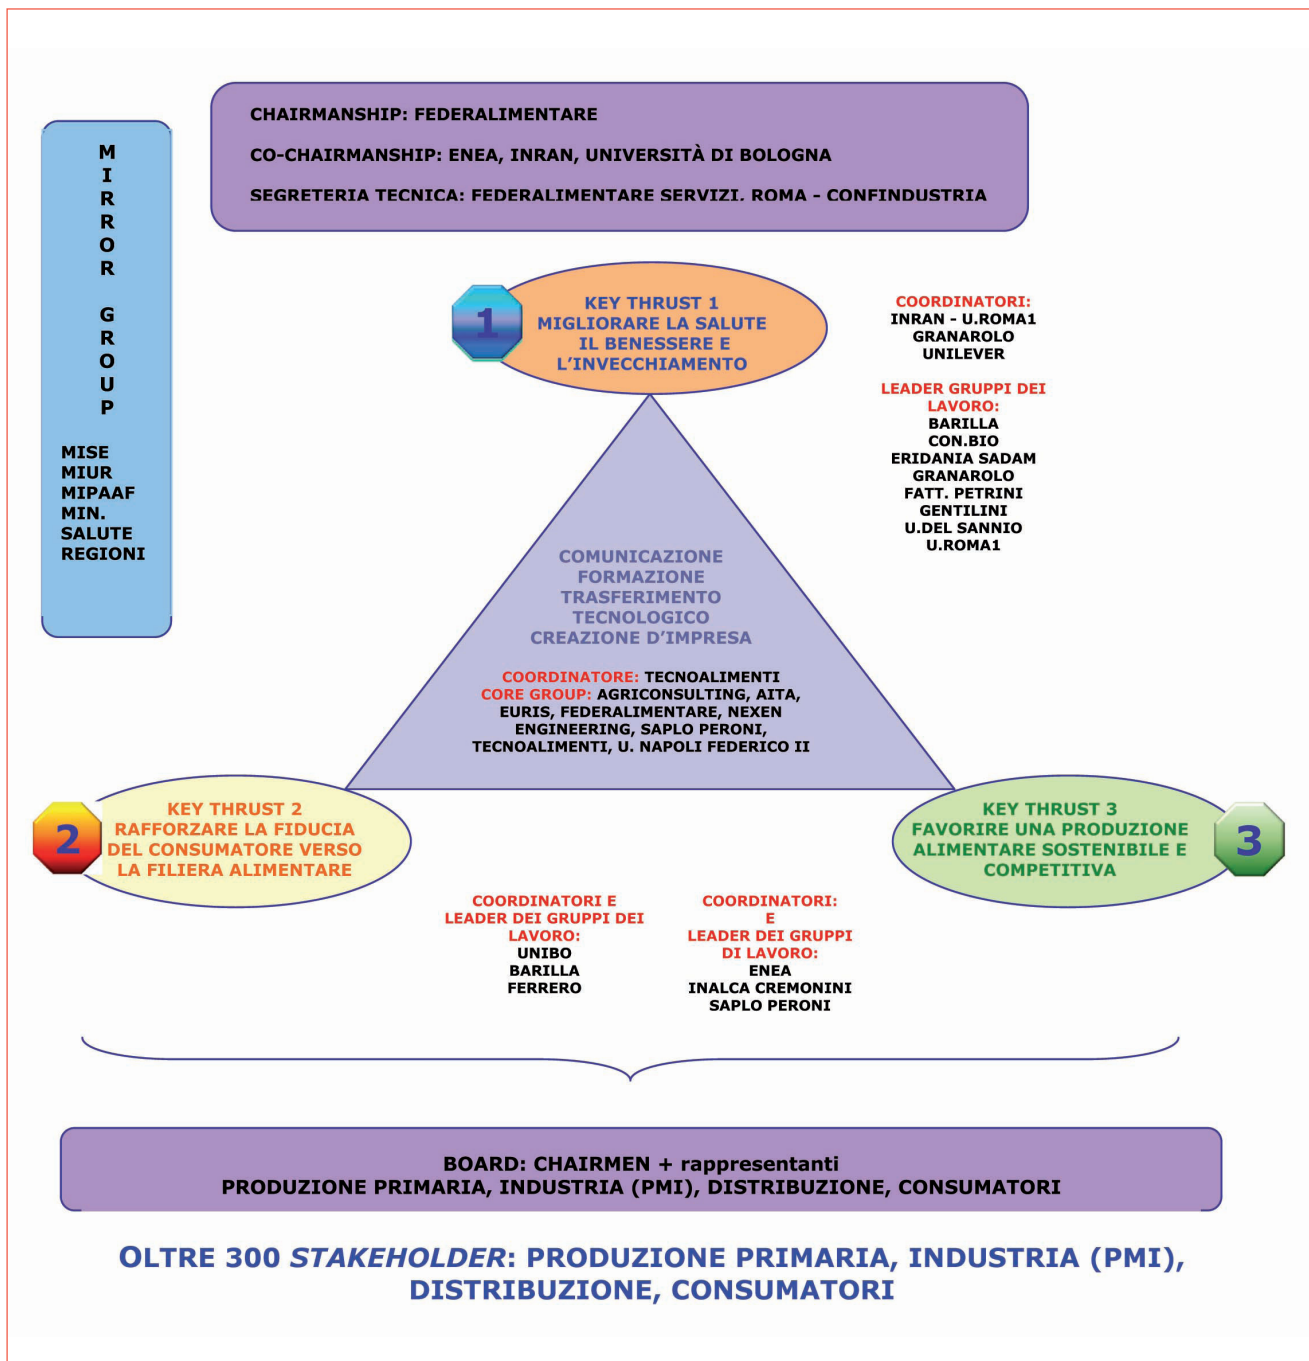 CHAIRMANSHIP: FEDERALIMENTARE
CO-CHAIRMANSHIP: ENEA, INRAN, UNIVERSITÀ DI BOLOGNA
SEGRETERIA TECNICA: FEDERALIMENTARE SERVIZI. ROMA - CONFINDUSTRIA
MIRROR GROUP
MISE
MIUR
MIPAAF
MIN.
SALUTE
REGIONI
1
KEY THRUST 1
MIGLIORARE LA SALUTE
IL BENESSERE E
L’INVECCHIAMENTO
COORDINATORI:
INRAN - U.ROMA1
GRANAROLO
UNILEVER
LEADER GRUPPI DEI
LAVORO:
BARILLA
CON.BIO
ERIDANIA SADAM
GRANAROLO
FATT. PETRINI
GENTILINI
U.DEL SANNIO
U.ROMA1
COMUNICAZIONE
FORMAZIONE
TRASFERIMENTO
TECNOLOGICO
CREAZIONE D’IMPRESA
COORDINATORE: TECNOALIMENTI
CORE GROUP: AGRICONSULTING, AITA,
EURIS, FEDERALIMENTARE, NEXEN
ENGINEERING, SAPLO PERONI,
TECNOALIMENTI, U. NAPOLI FEDERICO II
2
KEY THRUST 2
RAFFORZARE LA FIDUCIA
DEL CONSUMATORE VERSO
LA FILIERA ALIMENTARE
KEY THRUST 3
FAVORIRE UNA PRODUZIONE
ALIMENTARE SOSTENIBILE E
COMPETITIVA
3
COORDINATORI E
LEADER DEI GRUPPI DEI
LAVORO:
UNIBO
BARILLA
FERRERO
COORDINATORI:
E
LEADER DEI GRUPPI
DI LAVORO:
ENEA
INALCA CREMONINI
SAPLO PERONI
BOARD: CHAIRMEN + rappresentanti
PRODUZIONE PRIMARIA, INDUSTRIA (PMI), DISTRIBUZIONE, CONSUMATORI
OLTRE 300 STAKEHOLDER: PRODUZIONE PRIMARIA, INDUSTRIA (PMI),
DISTRIBUZIONE, CONSUMATORI